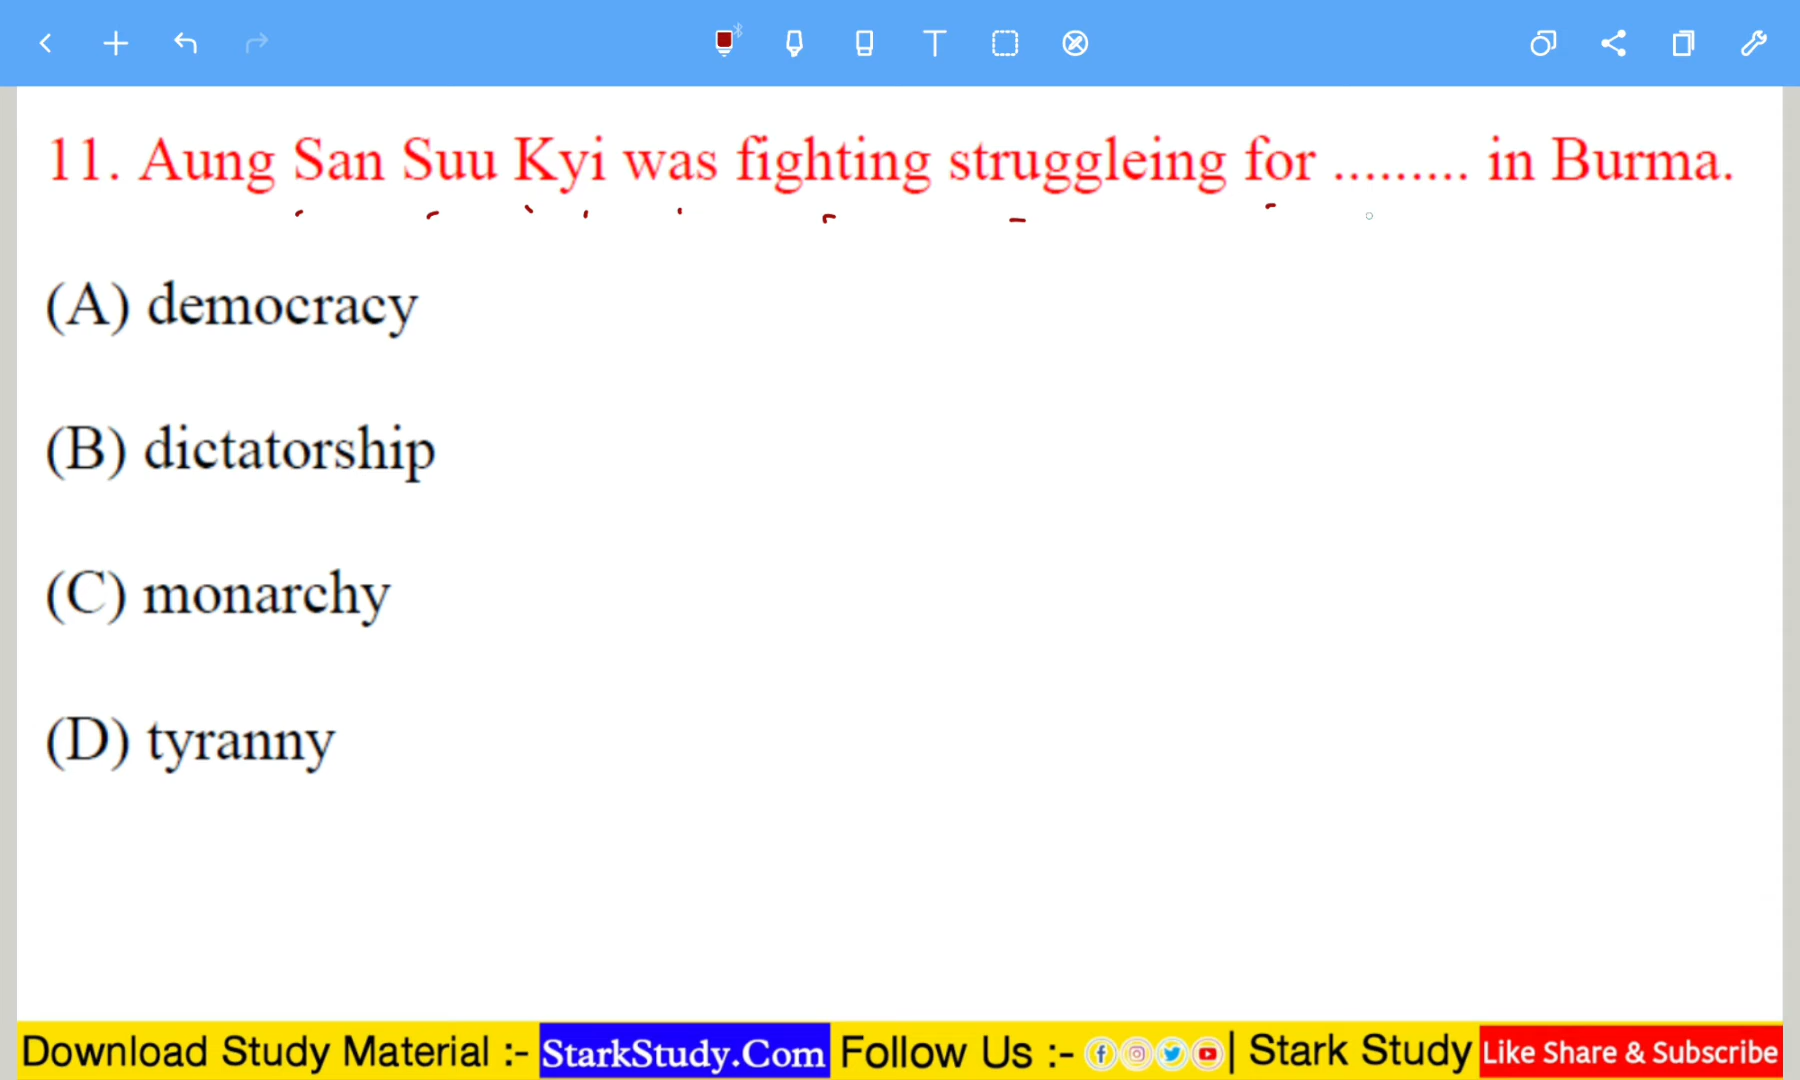 11. Aung San Suu Kyi was fighting struggleing for ......... in Burma.
(A) democracy
(B) dictatorship
(C) monarchy
(D) tyranny
Download Study Material :- StarkStudy.Com Follow Us :- | Stark Study Like Share & Subscribe